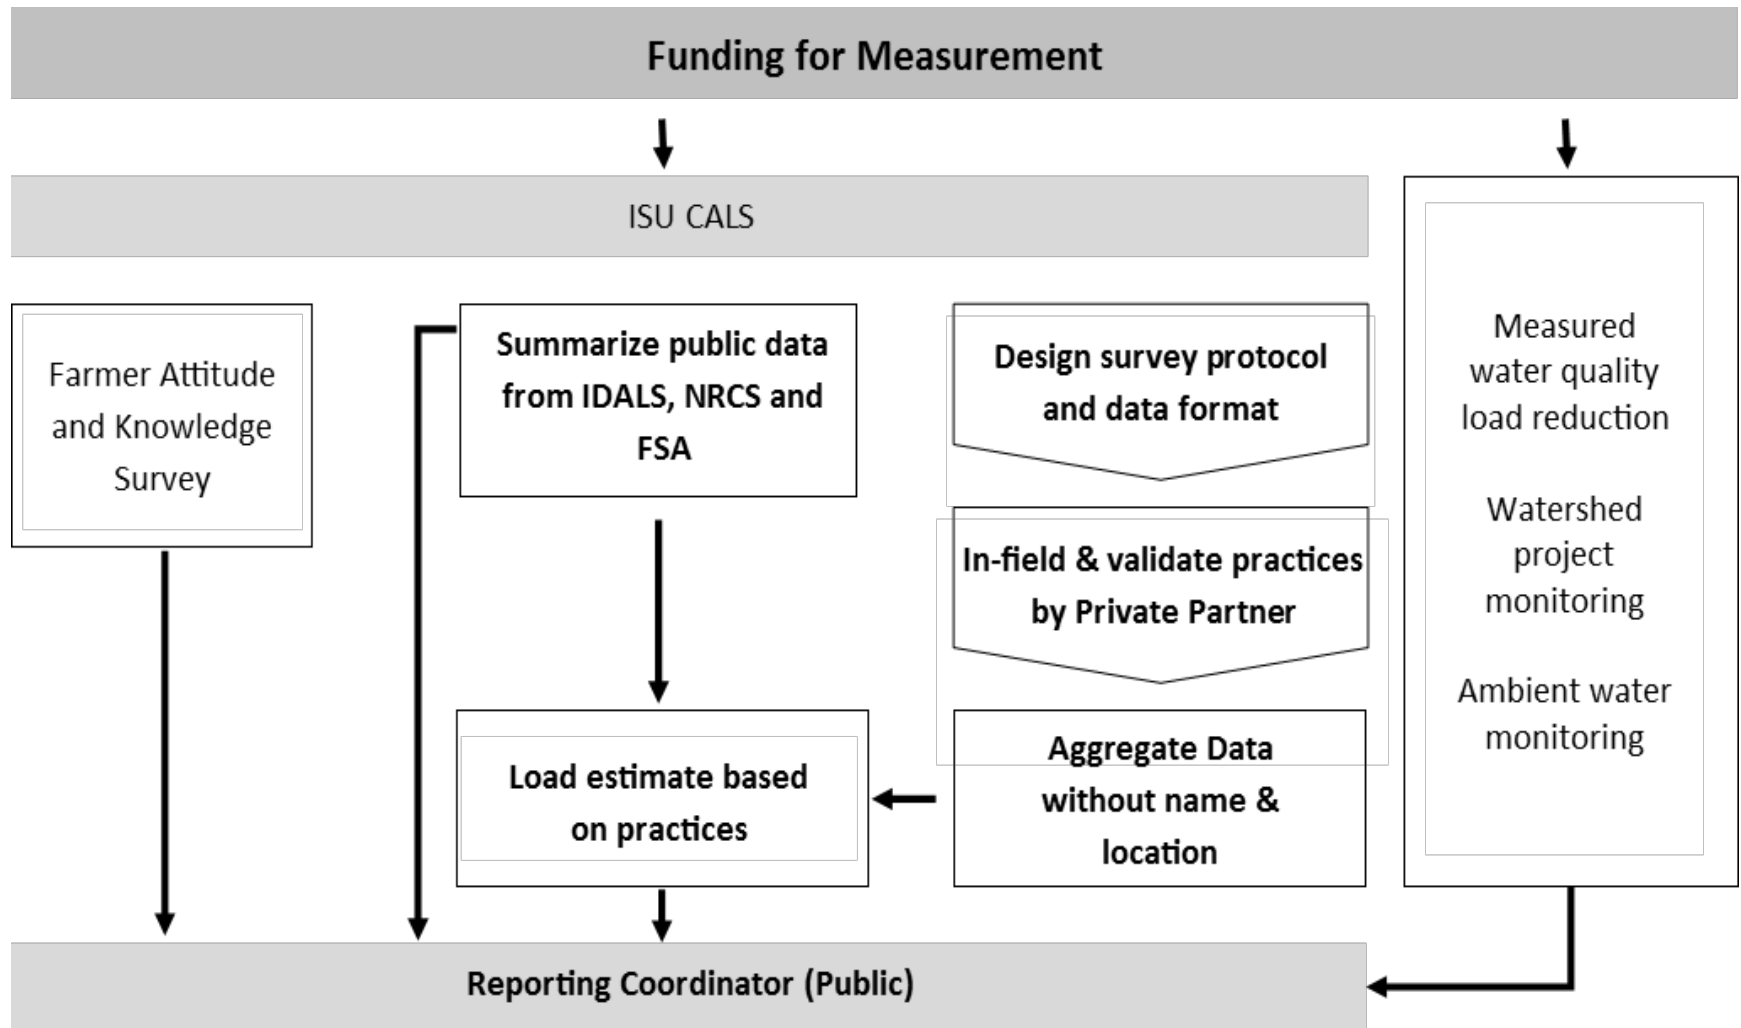 Funding for Measurement
ISU CALS
Farmer Attitude
and Knowledge
Survey
Summarize public data
from IDALS, NRCS and
FSA
Design survey protocol
and data format
In-field & validate practices
by Private Partner
Load estimate based
on practices
Aggregate Data
without name &
location
Measured
water quality
load reduction
Watershed
project
monitoring
Ambient water
monitoring
Reporting Coordinator (Public)